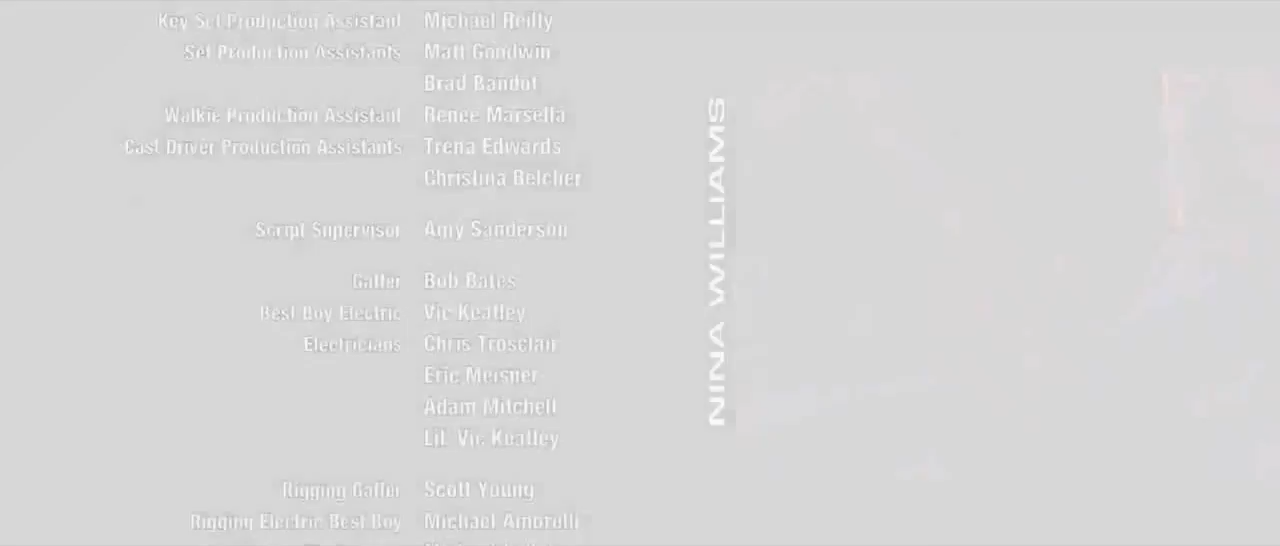 Key Set Production Assistant Michael Reilly
Set Production Assistants Matt Goodwin
Brad Bandot
Walkie Production Assistant Renee Marsella
Cast Driver Production Assistants Trena Edwards
Christina Belcher
Script Supervisor Amy Sanderson
Gaffer Bob Bates
Best Boy Electric Vic Keatley
Electricians Chris Trosclair
Eric Meisner
Adam Mitchell
Lil' Vic Keatley
Rigging Gaffer Scott Young
Rigging Electric Best Boy Michael Amorelli
NINA WILLIAMS